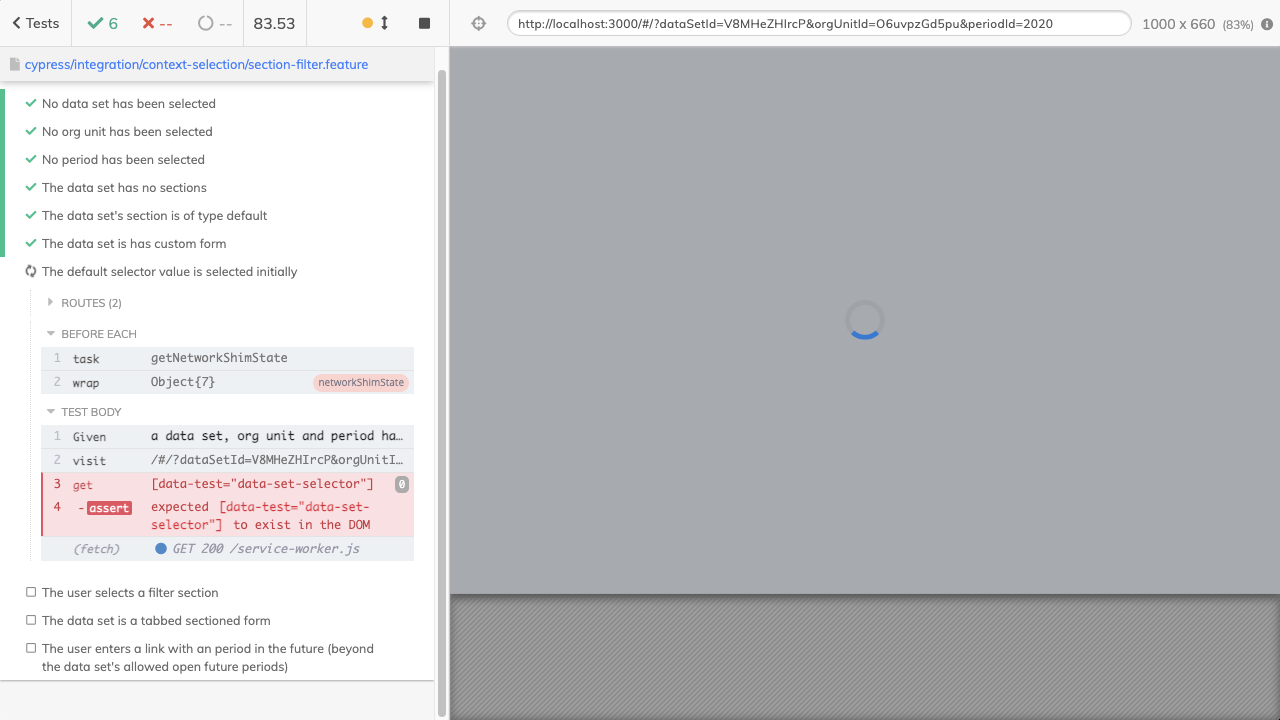 Tests
6
--
--
83.53
http://localhost:3000/#/?dataSetId=V8MHeZHIrcP&orgUnitId=O6uvpzGd5pu&periodId=2020
1000 x 660 (83%)
cypress/integration/context-selection/section-filter.feature
No data set has been selected
No org unit has been selected
No period has been selected
The data set has no sections
The data set's section is of type default
The data set is has custom form
The default selector value is selected initially
ROUTES (2)
BEFORE EACH
1 task getNetworkShimState
2 wrap Object{7} networkShimState
TEST BODY
1 Given a data set, org unit and period ha…
2 visit /#/?dataSetId=V8MHeZHIrcP&orgUnitI…
3 get [data-test="data-set-selector"] 0
4 -assert expected [data-test="data-set-
selector"] to exist in the DOM
(fetch) GET 200 /service-worker.js
The user selects a filter section
The data set is a tabbed sectioned form
The user enters a link with an period in the future (beyond
the data set's allowed open future periods)